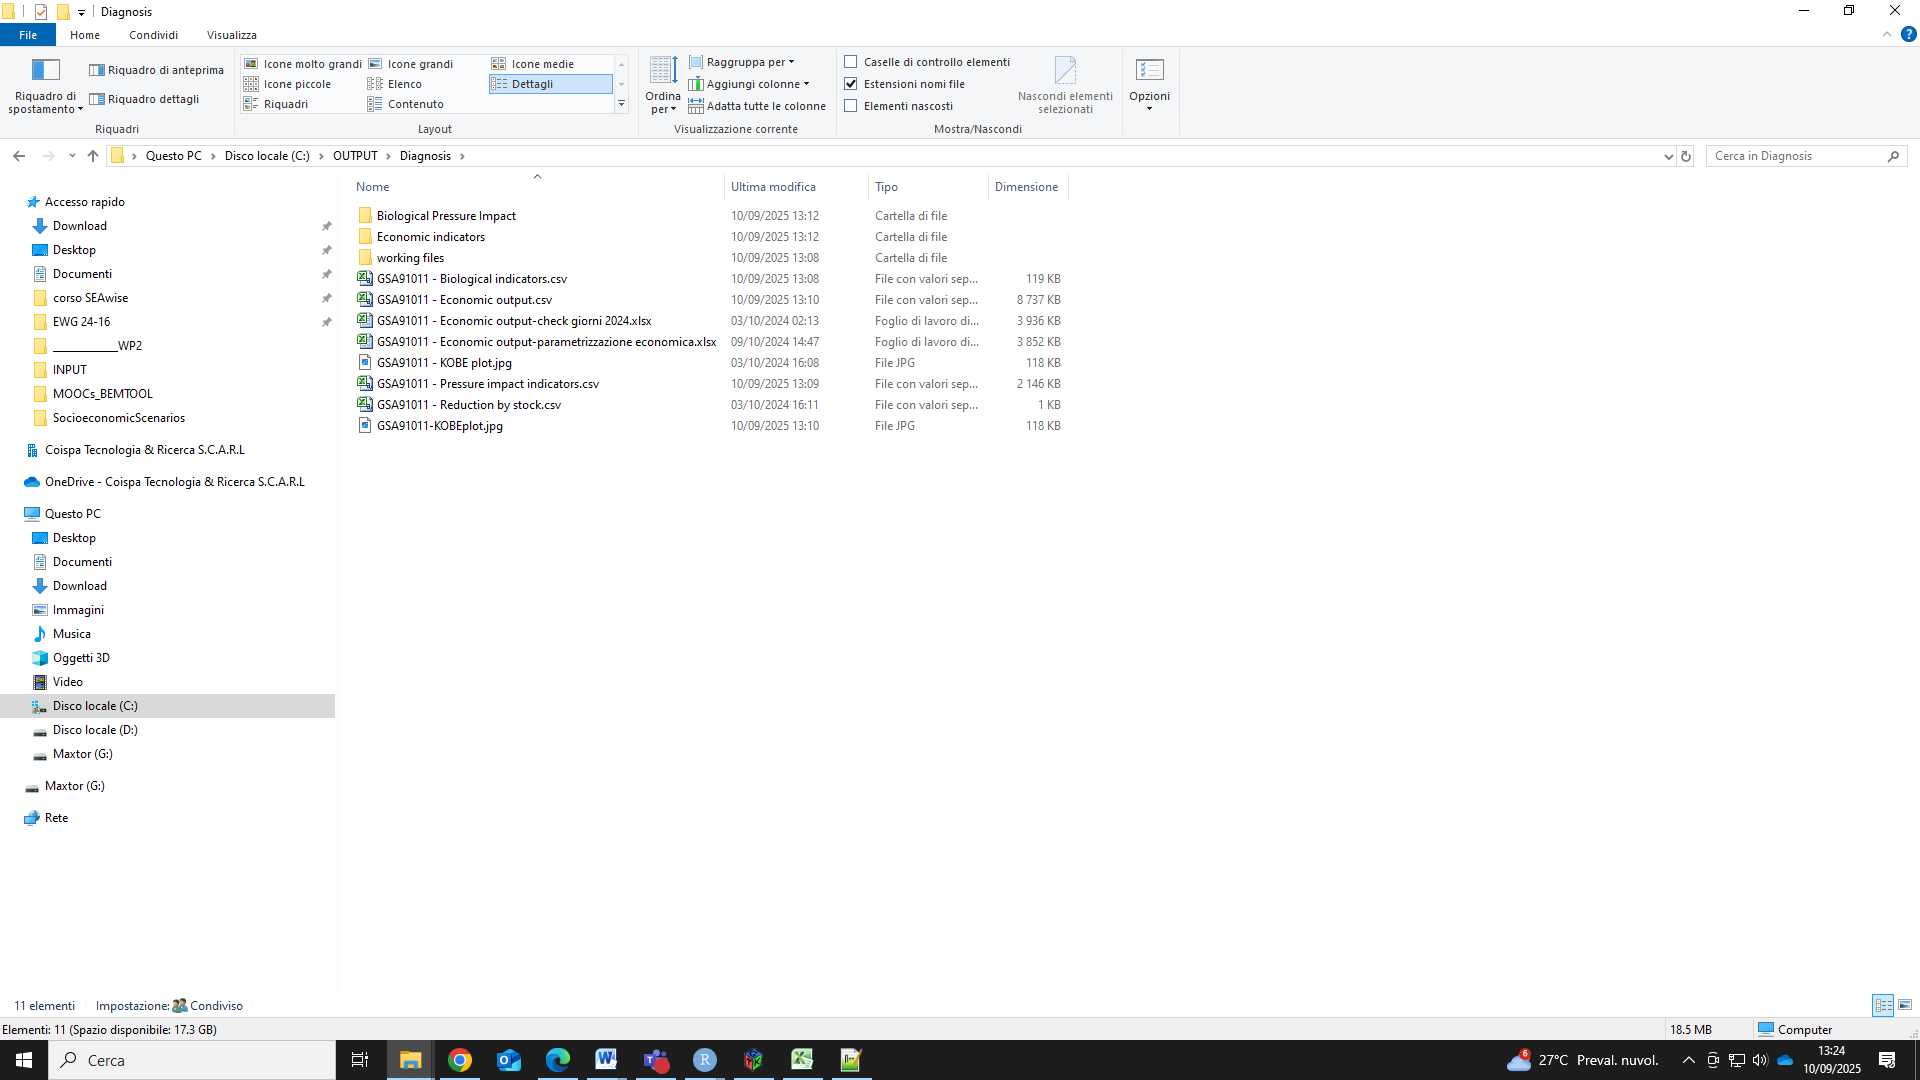 Diagnosis
File Home Condividi Visualizza
Riquadro di spostamento
Riquadro di anteprima
Riquadro dettagli
Riquadri
Icone molto grandi Icone grandi Icone medie
Icone piccole Elenco Dettagli
Riquadri Contenuto
Layout
Ordina per
Raggruppa per
Aggiungi colonne
Adatta tutte le colonne
Visualizzazione corrente
Caselle di controllo elementi
Estensioni nomi file
Elementi nascosti
Nascondi elementi selezionati
Mostra/Nascondi
Opzioni
Questo PC > Disco locale (C:) > OUTPUT > Diagnosis >
Cerca in Diagnosis
Accesso rapido
Download
Desktop
Documenti
corso SEAwise
EWG 24-16
___________WP2
INPUT
MOOCs_BEMTOOL
SocioeconomicScenarios
Coispa Tecnologia & Ricerca S.C.A.R.L
OneDrive - Coispa Tecnologia & Ricerca S.C.A.R.L
Questo PC
Desktop
Documenti
Download
Immagini
Musica
Oggetti 3D
Video
Disco locale (C:)
Disco locale (D:)
Maxtor (G:)
Maxtor (G:)
Rete
Nome Ultima modifica Tipo Dimensione
Biological Pressure Impact 10/09/2025 13:12 Cartella di file
Economic indicators 10/09/2025 13:12 Cartella di file
working files 10/09/2025 13:08 Cartella di file
GSA91011 - Biological indicators.csv 10/09/2025 13:08 File con valori sep... 119 KB
GSA91011 - Economic output.csv 10/09/2025 13:10 File con valori sep... 8 737 KB
GSA91011 - Economic output-check giorni 2024.xlsx 03/10/2024 02:13 Foglio di lavoro di... 3 936 KB
GSA91011 - Economic output-parametrizzazione economica.xlsx 09/10/2024 14:47 Foglio di lavoro di... 3 852 KB
GSA91011 - KOBE plot.jpg 03/10/2024 16:08 File JPG 118 KB
GSA91011 - Pressure impact indicators.csv 10/09/2025 13:09 File con valori sep... 2 146 KB
GSA91011 - Reduction by stock.csv 03/10/2024 16:11 File con valori sep... 1 KB
GSA91011-KOBEplot.jpg 10/09/2025 13:10 File JPG 118 KB
11 elementi Impostazione: Condiviso
Elementi: 11 (Spazio disponibile: 17.3 GB) 18.5 MB Computer
Cerca
6
27°C Preval. nuvol.
13:24
10/09/2025